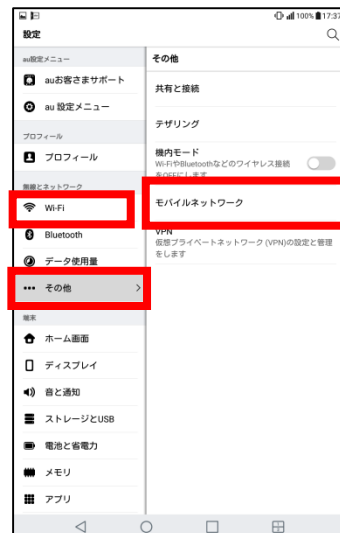 100% 17:37
設定
au設定メニュー
auお客さまサポート
au 設定メニュー
プロフィール
プロフィール
無線とネットワーク
Wi-Fi
Bluetooth
データ使用量
その他
端末
ホーム画面
ディスプレイ
音と通知
ストレージとUSB
電池と省電力
メモリ
アプリ
その他
共有と接続
テザリング
機内モード
Wi-FiやBluetoothなどのワイヤレス接続
をOFFにします
モバイルネットワーク
VPN
仮想プライベートネットワーク (VPN)の設定と管理
をします